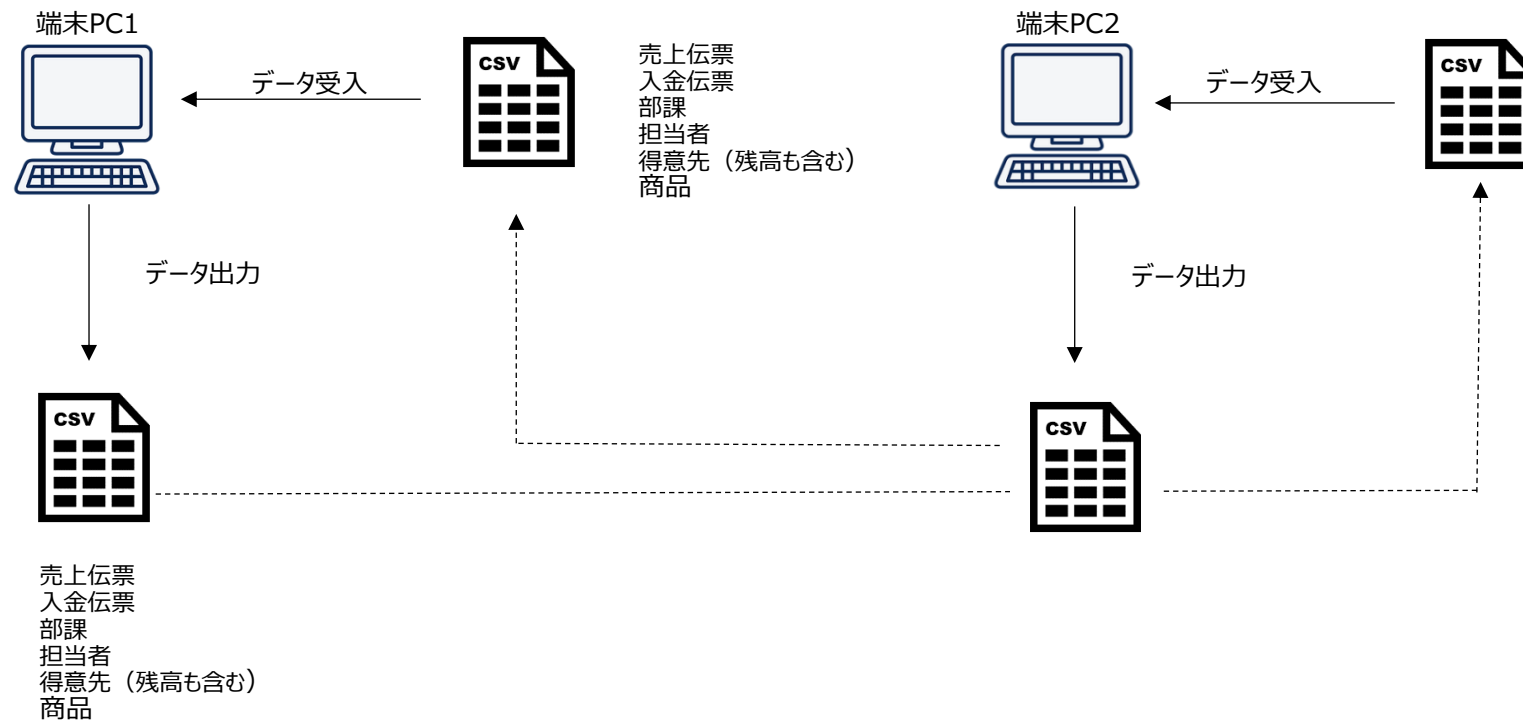 端末PC1
CSV
データ受入
売上伝票
入金伝票
部課
担当者
得意先（残高も含む）
商品
端末PC2
データ受入
CSV
データ出力
データ出力
CSV
CSV
売上伝票
入金伝票
部課
担当者
得意先（残高も含む）
商品